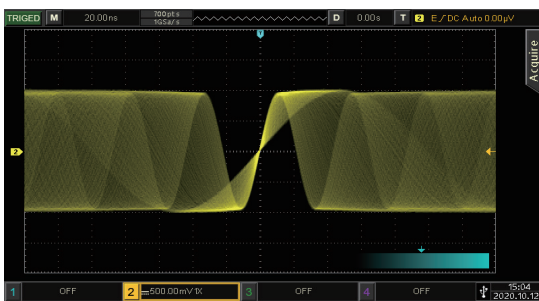 TRIGED M 20.00ns 700pts 1GSa/s D 0.00s T 2 E DC Auto 0.00µV
T
Acquire
2
1 OFF 2 500.00mV 1X 3 OFF 4 OFF 15:04
2020.10.12